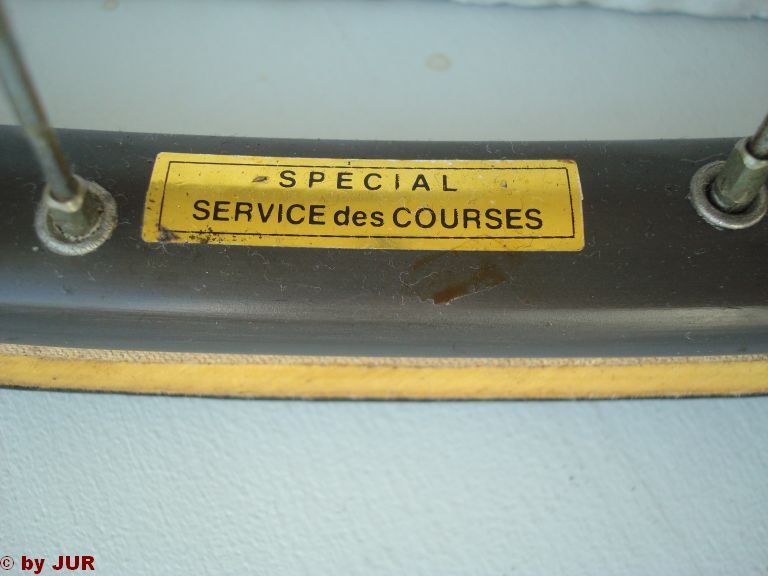 SPECIAL
SERVICE des COURSES
© by JUR